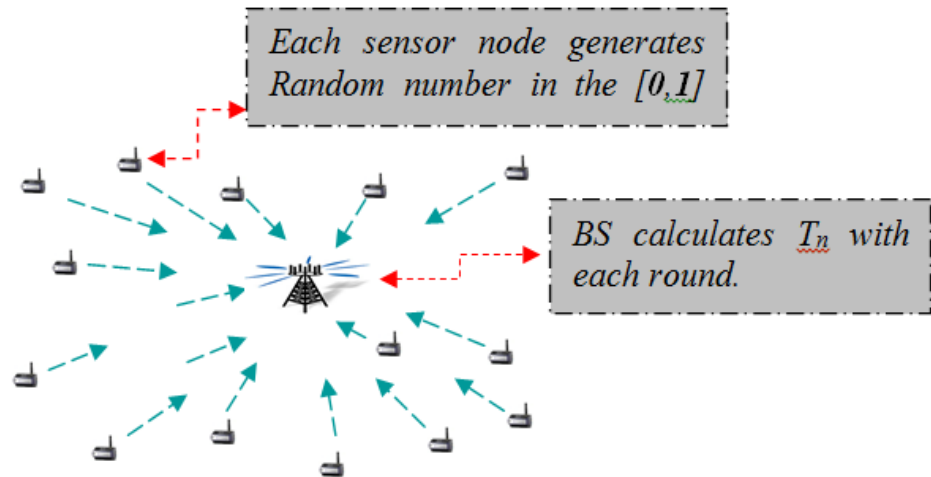 Each sensor node generates
Random number in the [0,1]
BS calculates Tn with
each round.